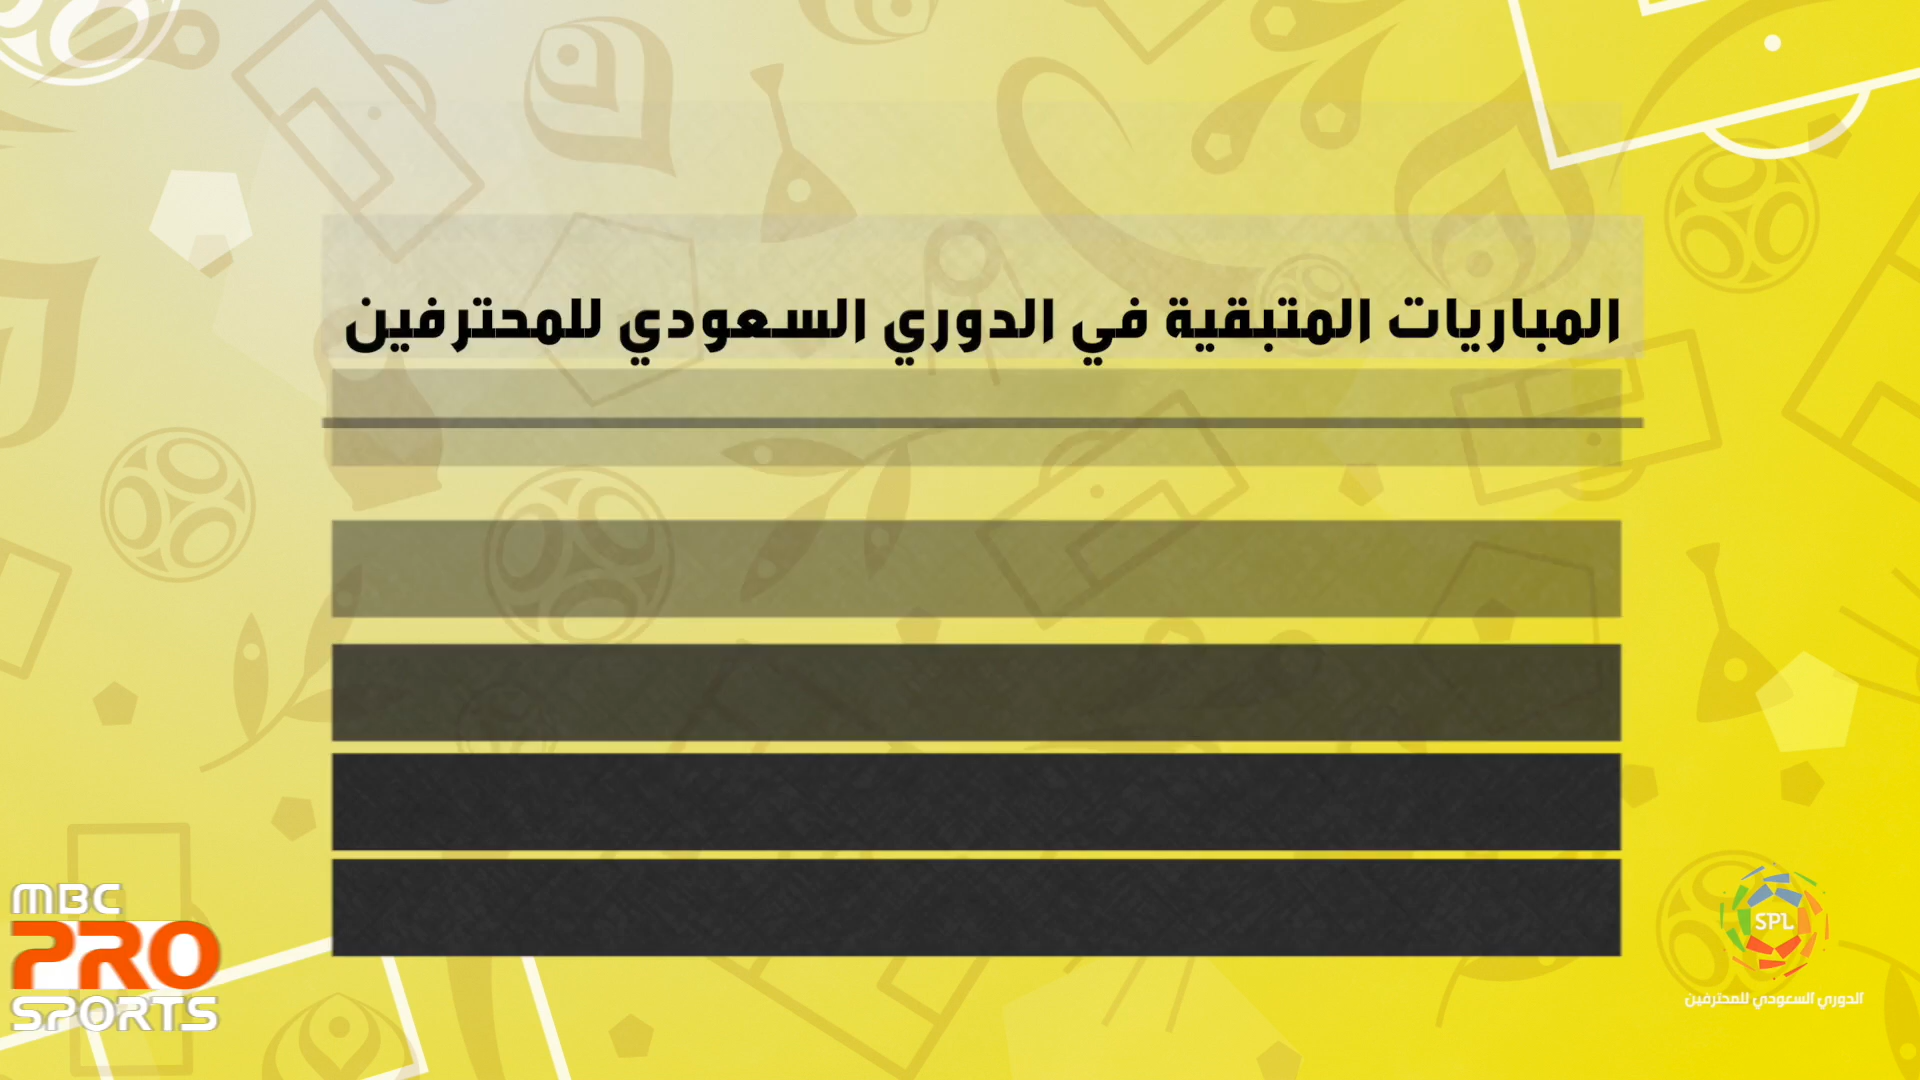 المباريات المتبقية في الدوري السعودي للمحترفين
MBC
PRO
SPORTS
SPL
الدوري السعودي للمحترفين